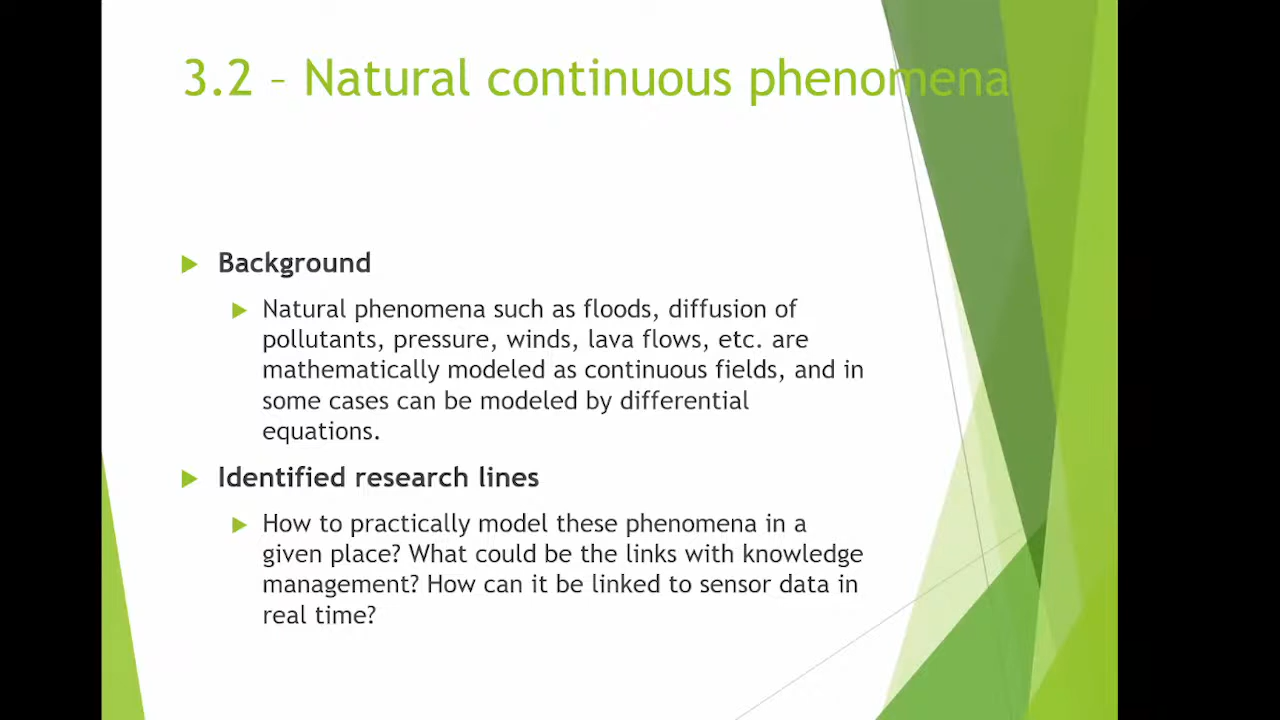 3.2 – Natural continuous phenomena
Background
Natural phenomena such as floods, diffusion of
pollutants, pressure, winds, lava flows, etc. are
mathematically modeled as continuous fields, and in
some cases can be modeled by differential
equations.
Identified research lines
How to practically model these phenomena in a
given place? What could be the links with knowledge
management? How can it be linked to sensor data in
real time?